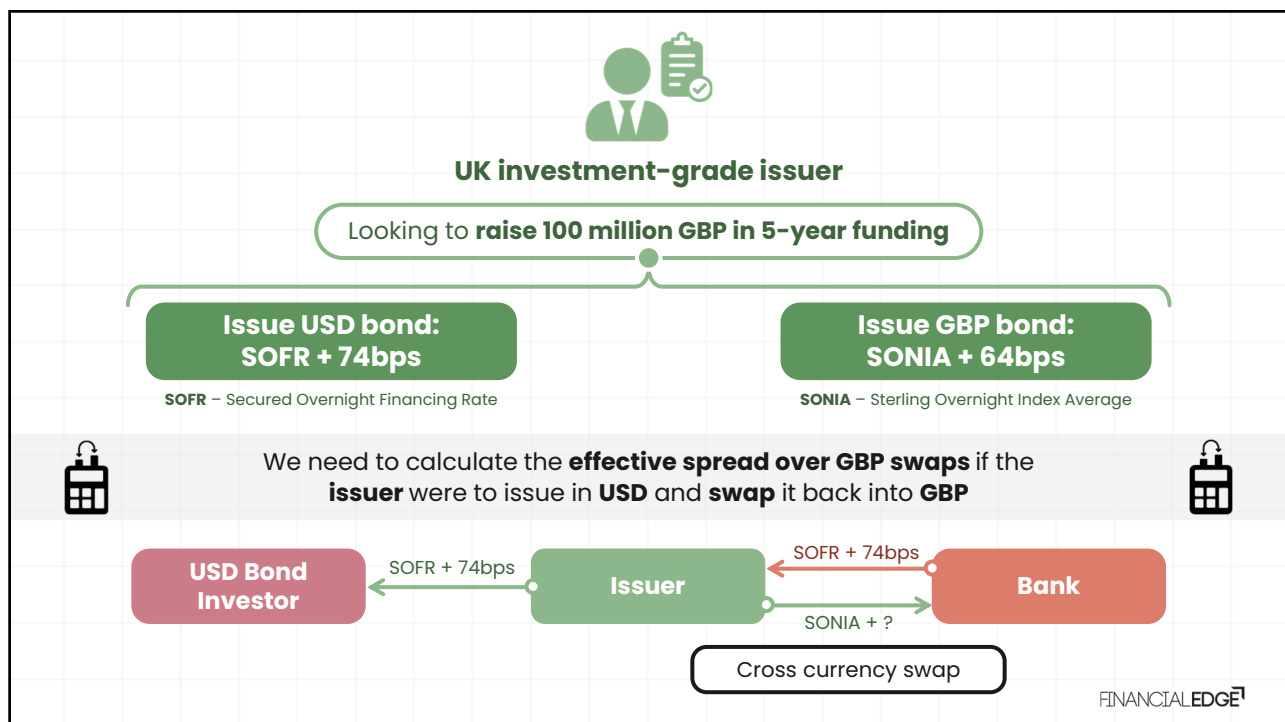 UK investment-grade issuer
Looking to raise 100 million GBP in 5-year funding
Issue USD bond:
SOFR + 74bps
Issue GBP bond:
SONIA + 64bps
SOFR – Secured Overnight Financing Rate
SONIA – Sterling Overnight Index Average
We need to calculate the effective spread over GBP swaps if the
issuer were to issue in USD and swap it back into GBP
USD Bond
Investor
SOFR + 74bps
Issuer
SOFR + 74bps
SONIA + ?
Bank
Cross currency swap
FINANCIALEDGE